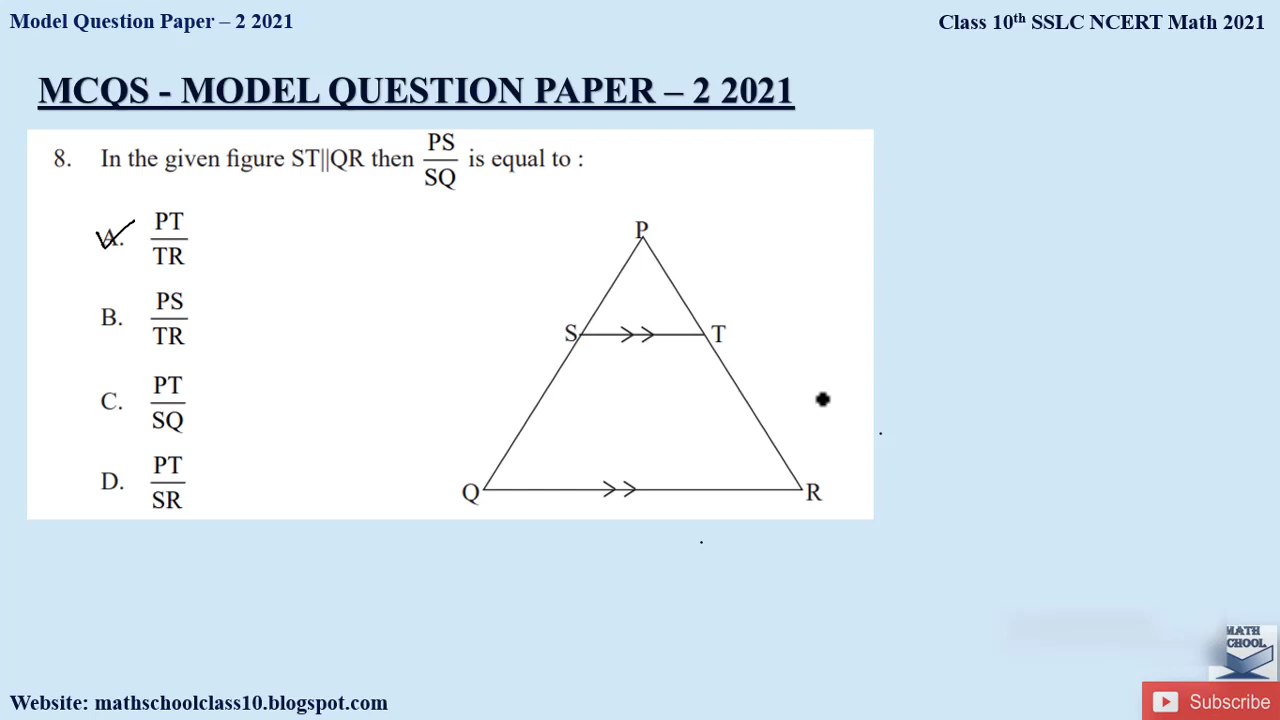 Model Question Paper – 2 2021
Class 10th SSLC NCERT Math 2021
MCQS - MODEL QUESTION PAPER – 2 2021
8. In the given figure ST||QR then PS/SQ is equal to :
A. PT/TR
B. PS/TR
C. PT/SQ
D. PT/SR
P
S
T
Q
R
MATH
CHOOL
Website: mathschoolclass10.blogspot.com
Subscribe